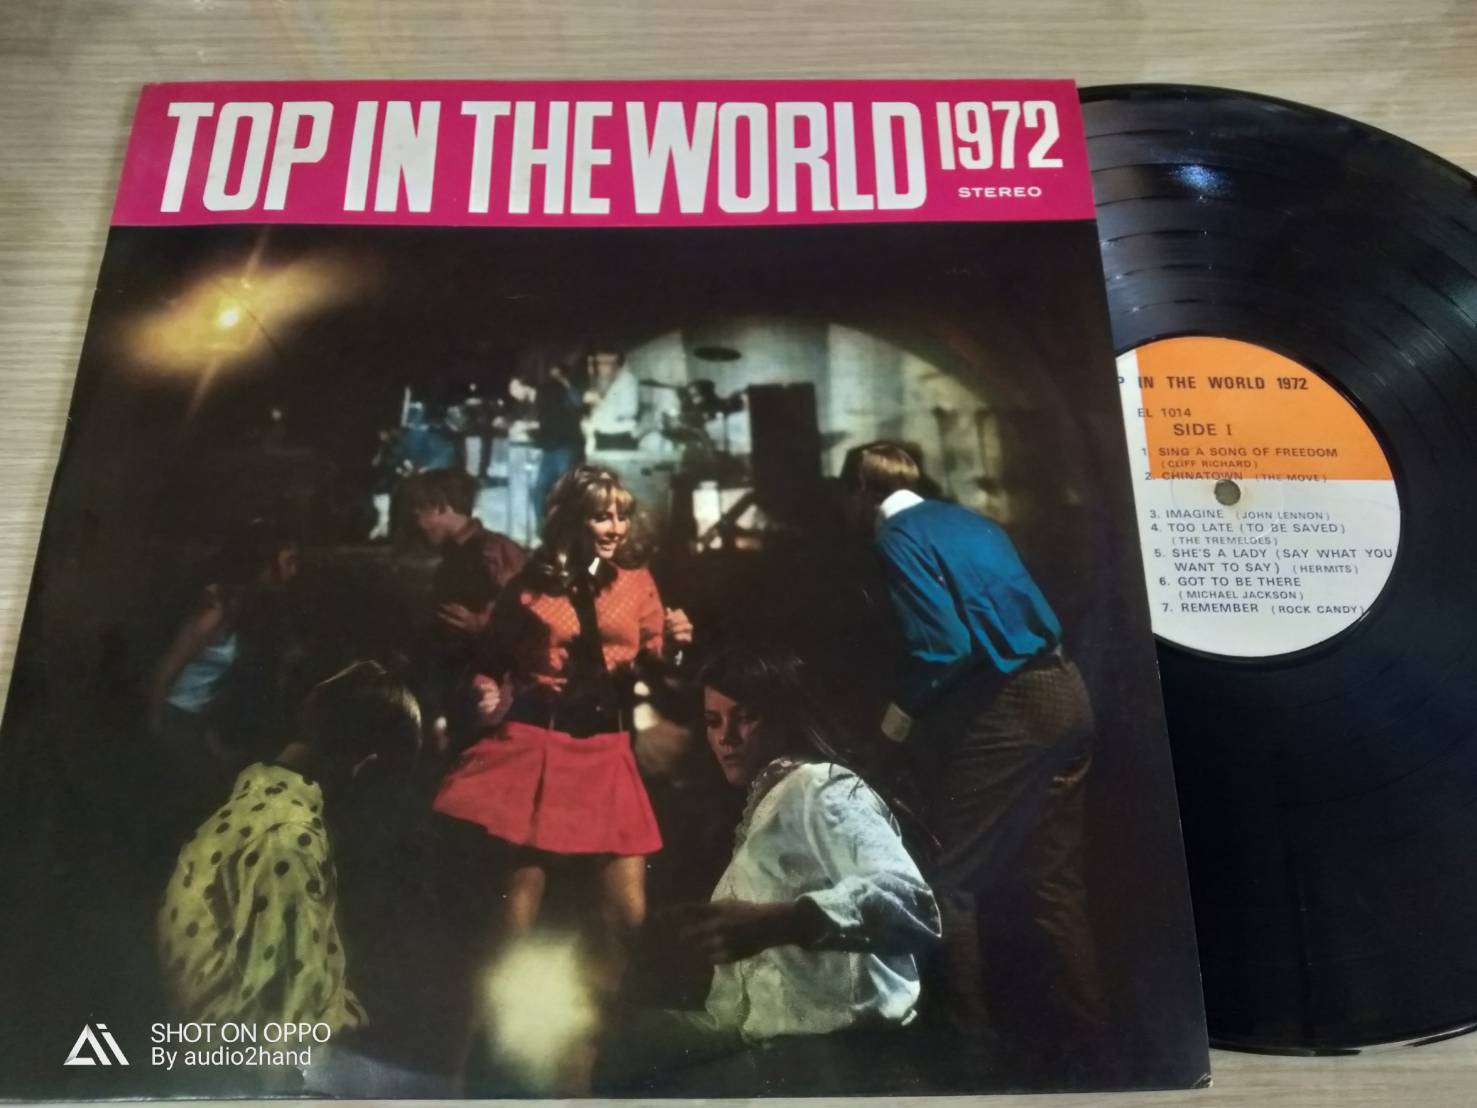 TOP IN THE WORLD 1972
STEREO
P IN THE WORLD 1972
EL 1014
SIDE I
1. SING A SONG OF FREEDOM
(CLIFF RICHARD)
2. CHINATOWN (THE MOVE)
3. IMAGINE (JOHN LENNON)
4. TOO LATE (TO BE SAVED)
(THE TREMELOES)
5. SHE'S A LADY (SAY WHAT YOU
WANT TO SAY) (HERMITS)
6. GOT TO BE THERE
(MICHAEL JACKSON)
7. REMEMBER (ROCK CANDY)
SHOT ON OPPO
By audio2hand